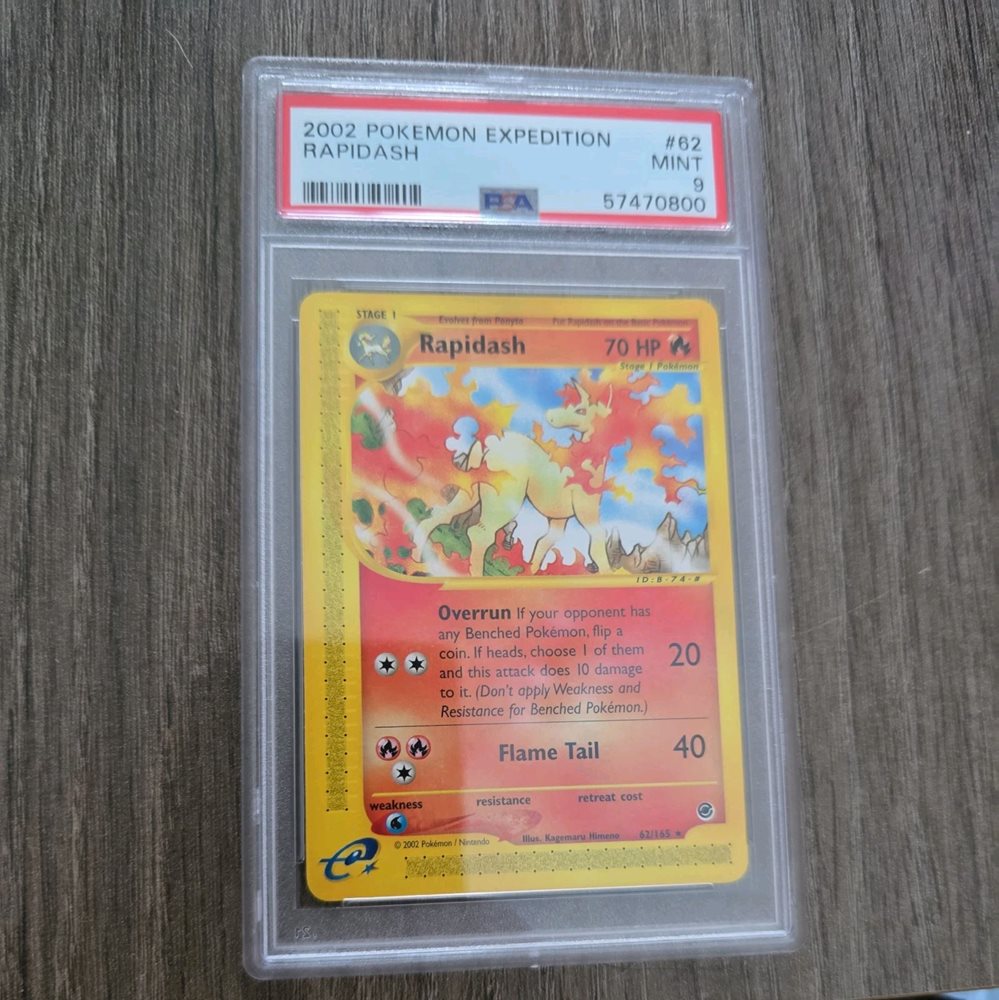 2002 POKEMON EXPEDITION #62
RAPIDASH MINT
9
PSA 57470800
STAGE 1 Evolves from Ponyta Put Rapidash on the Basic Pokémon
Rapidash 70 HP
Stage 1 Pokémon
ID:B-74-#
Overrun If your opponent has
any Benched Pokémon, flip a
coin. If heads, choose 1 of them
and this attack does 10 damage
to it. (Don't apply Weakness and
Resistance for Benched Pokémon.)
20
Flame Tail 40
weakness resistance retreat cost
Illus. Kagemaru Himeno 62/165 ★
© 2002 Pokémon / Nintendo
e